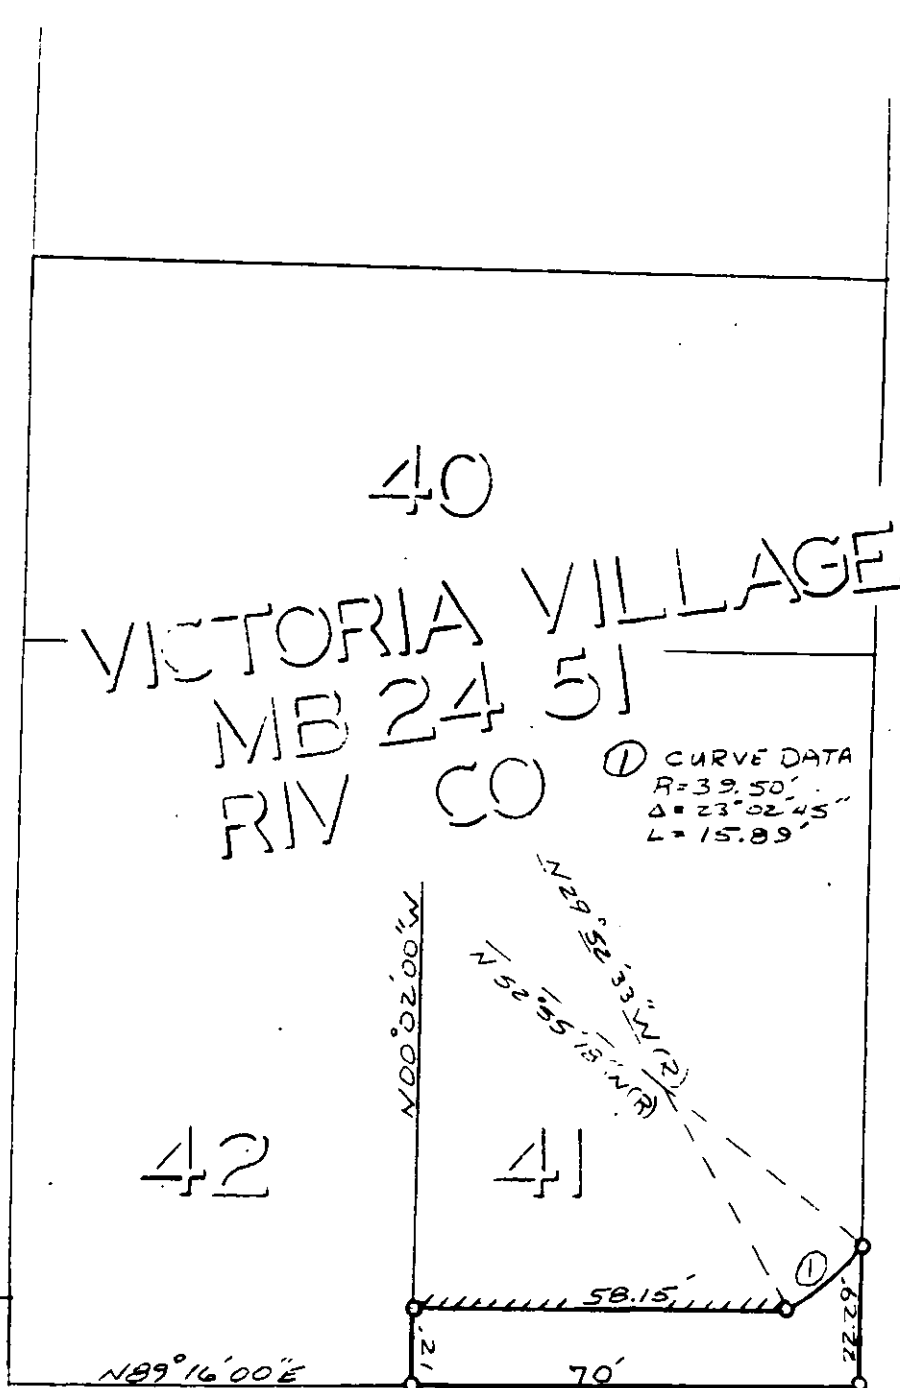 40
VICTORIA VILLAGE
MB 24 51
RIV CO
① CURVE DATA
R=39.50'
Δ=23°02'45"
L=15.89'
N00°02'00"W
N29°52'33"W(R)
N52°55'18"W(R)
42
41
①
58.15'
12'
22.29'
N89°16'00"E
70'